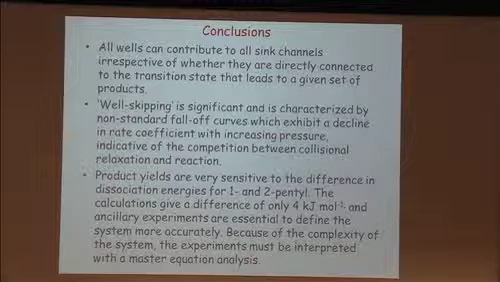 Conclusions
• All wells can contribute to all sink channels
irrespective of whether they are directly connected
to the transition state that leads to a given set of
products.
• 'Well-skipping' is significant and is characterized by
non-standard fall-off curves which exhibit a decline
in rate coefficient with increasing pressure,
indicative of the competition between collisional
relaxation and reaction.
• Product yields are very sensitive to the difference in
dissociation energies for 1- and 2-pentyl. The
calculations give a difference of only 4 kJ mol⁻¹· and
ancillary experiments are essential to define the
system more accurately. Because of the complexity of
the system, the experiments must be interpreted
with a master equation analysis.